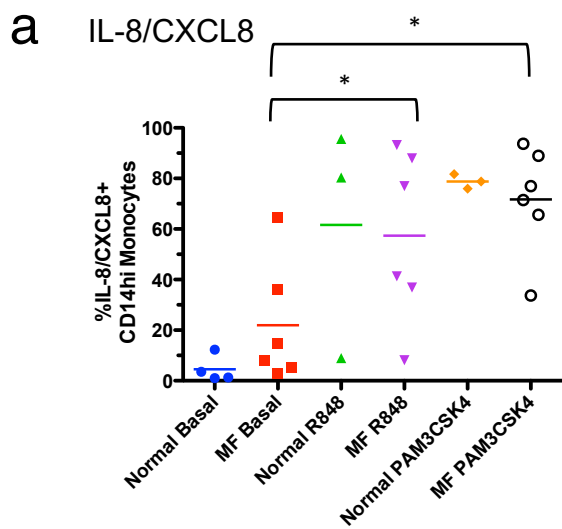 a IL-8/CXCL8
*
*
%IL-8/CXCL8+
CD14hi Monocytes
100
80
60
40
20
0
Normal Basal
MF Basal
Normal R848
MF R848
Normal PAM3CSK4
MF PAM3CSK4